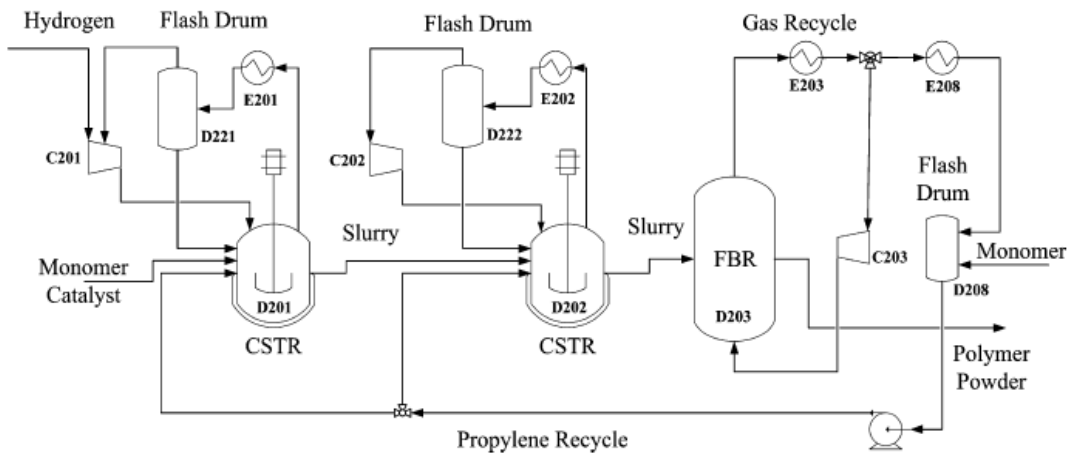 Hydrogen
Flash Drum
Flash Drum
Gas Recycle
E201
E202
E203
E208
D221
D222
C201
C202
Flash
Drum
Slurry
Slurry
FBR
C203
Monomer
Monomer
Catalyst
D201
D202
D203
D208
CSTR
CSTR
Polymer
Powder
Propylene Recycle